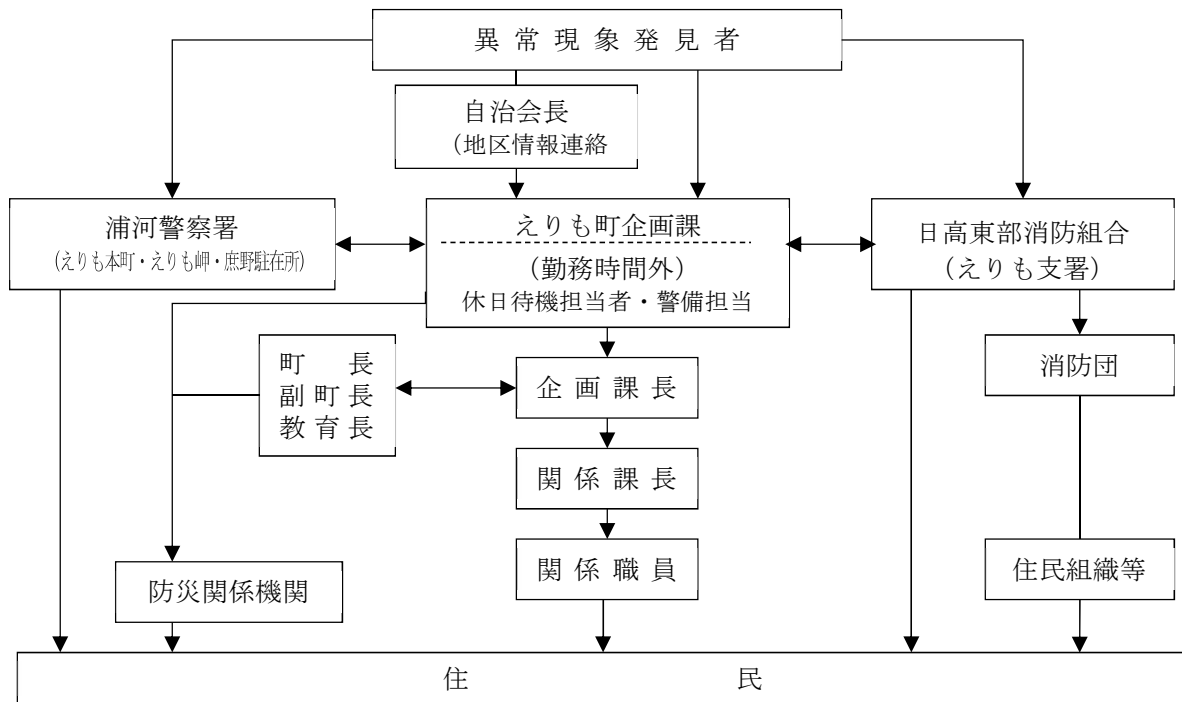 異常現象発見者
自治会長
（地区情報連絡
浦河警察署
（えりも本町・えりも岬・庶野駐在所）
えりも町企画課
（勤務時間外）
休日待機担当者・警備担当
日高東部消防組合
（えりも支署）
町　長
副町長
教育長
企画課長
消防団
関係課長
関係職員
住民組織等
防災関係機関
住　民